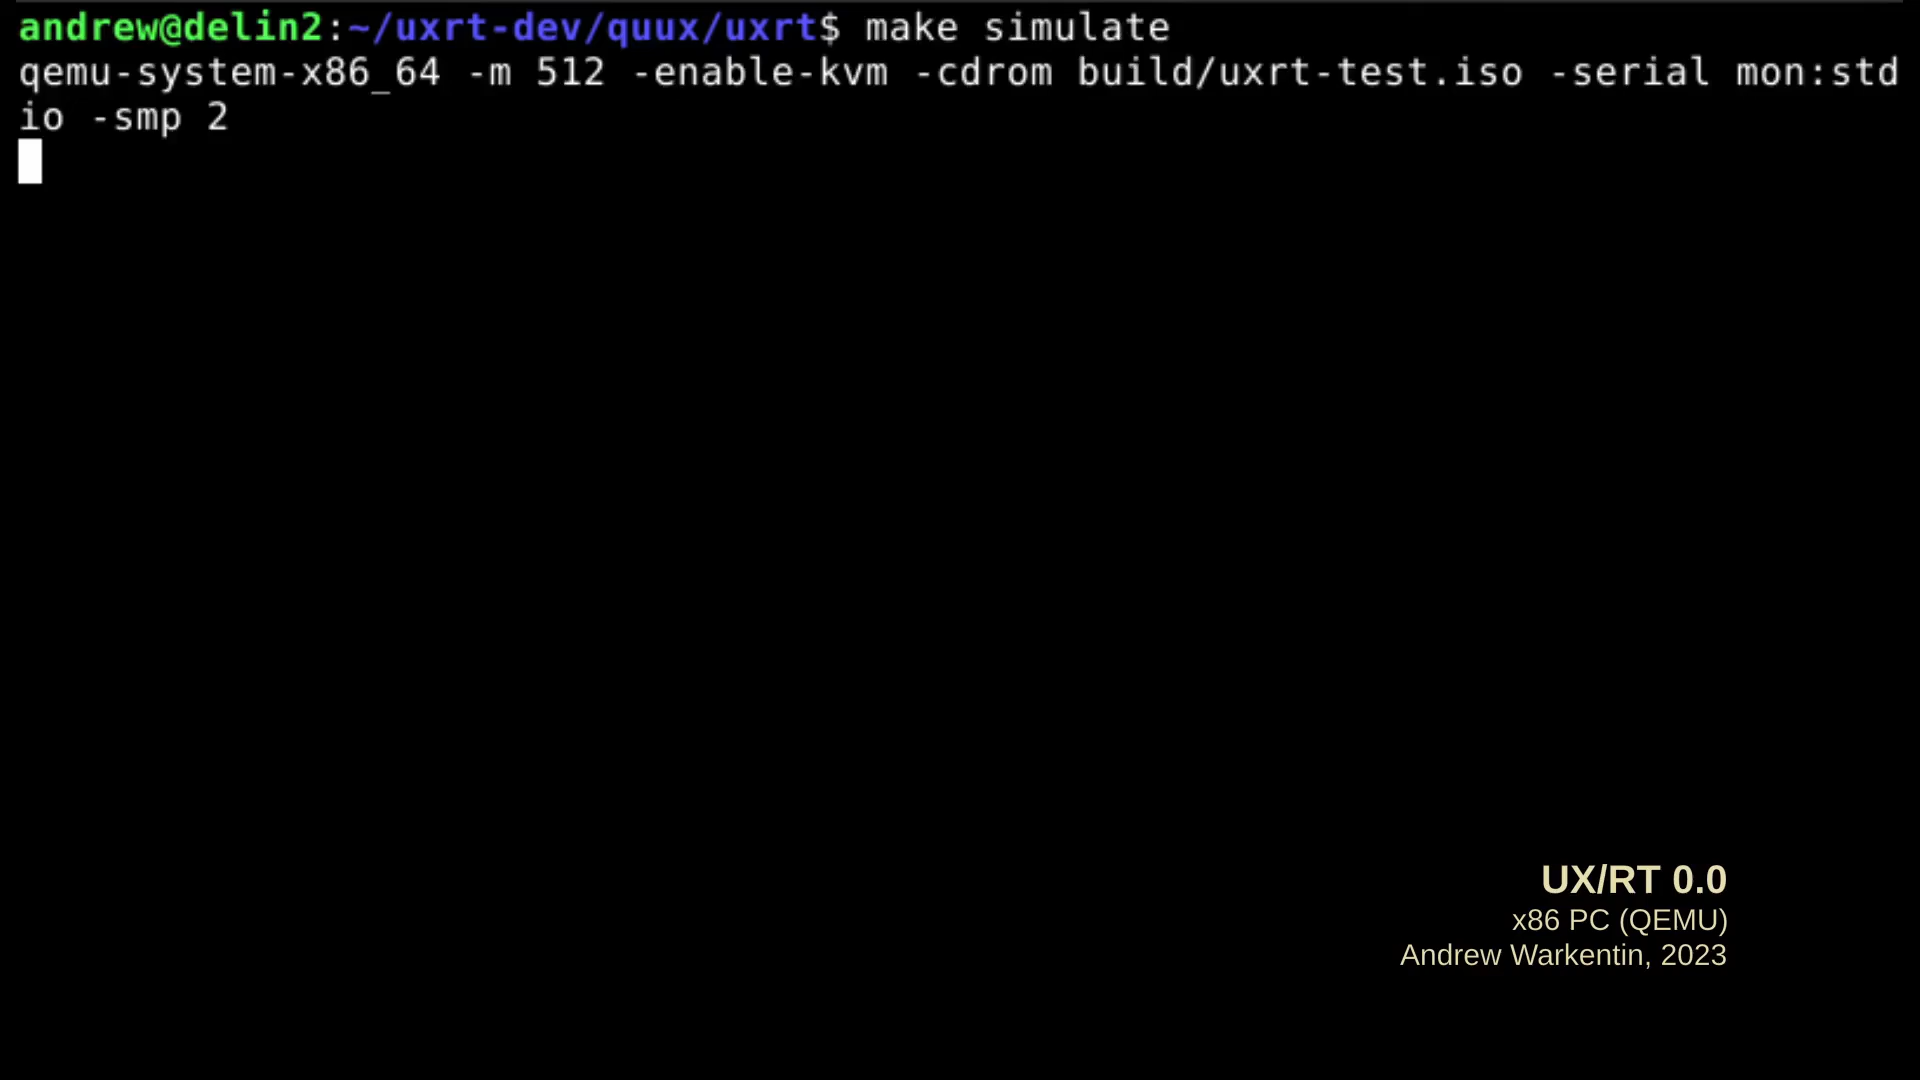 andrew@delin2:~/uxrt-dev/quux/uxrt$ make simulate
qemu-system-x86_64 -m 512 -enable-kvm -cdrom build/uxrt-test.iso -serial mon:std
io -smp 2
UX/RT 0.0
x86 PC (QEMU)
Andrew Warkentin, 2023